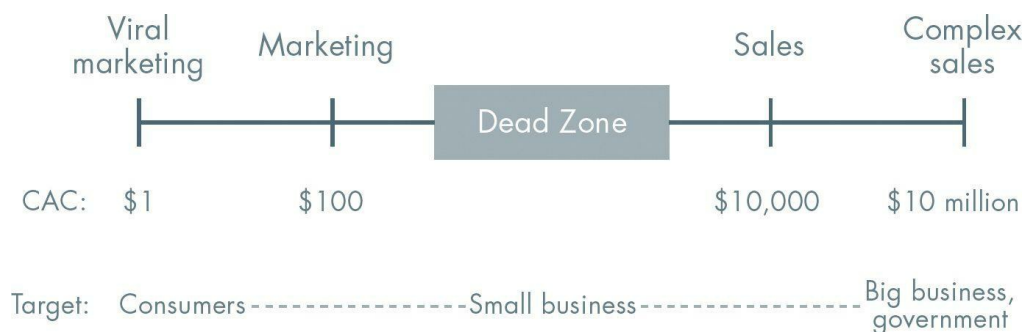 Viral
marketing
Marketing
Sales
Complex
sales
Dead Zone
CAC: $1 $100 $10,000 $10 million
Target: Consumers Small business Big business,
government